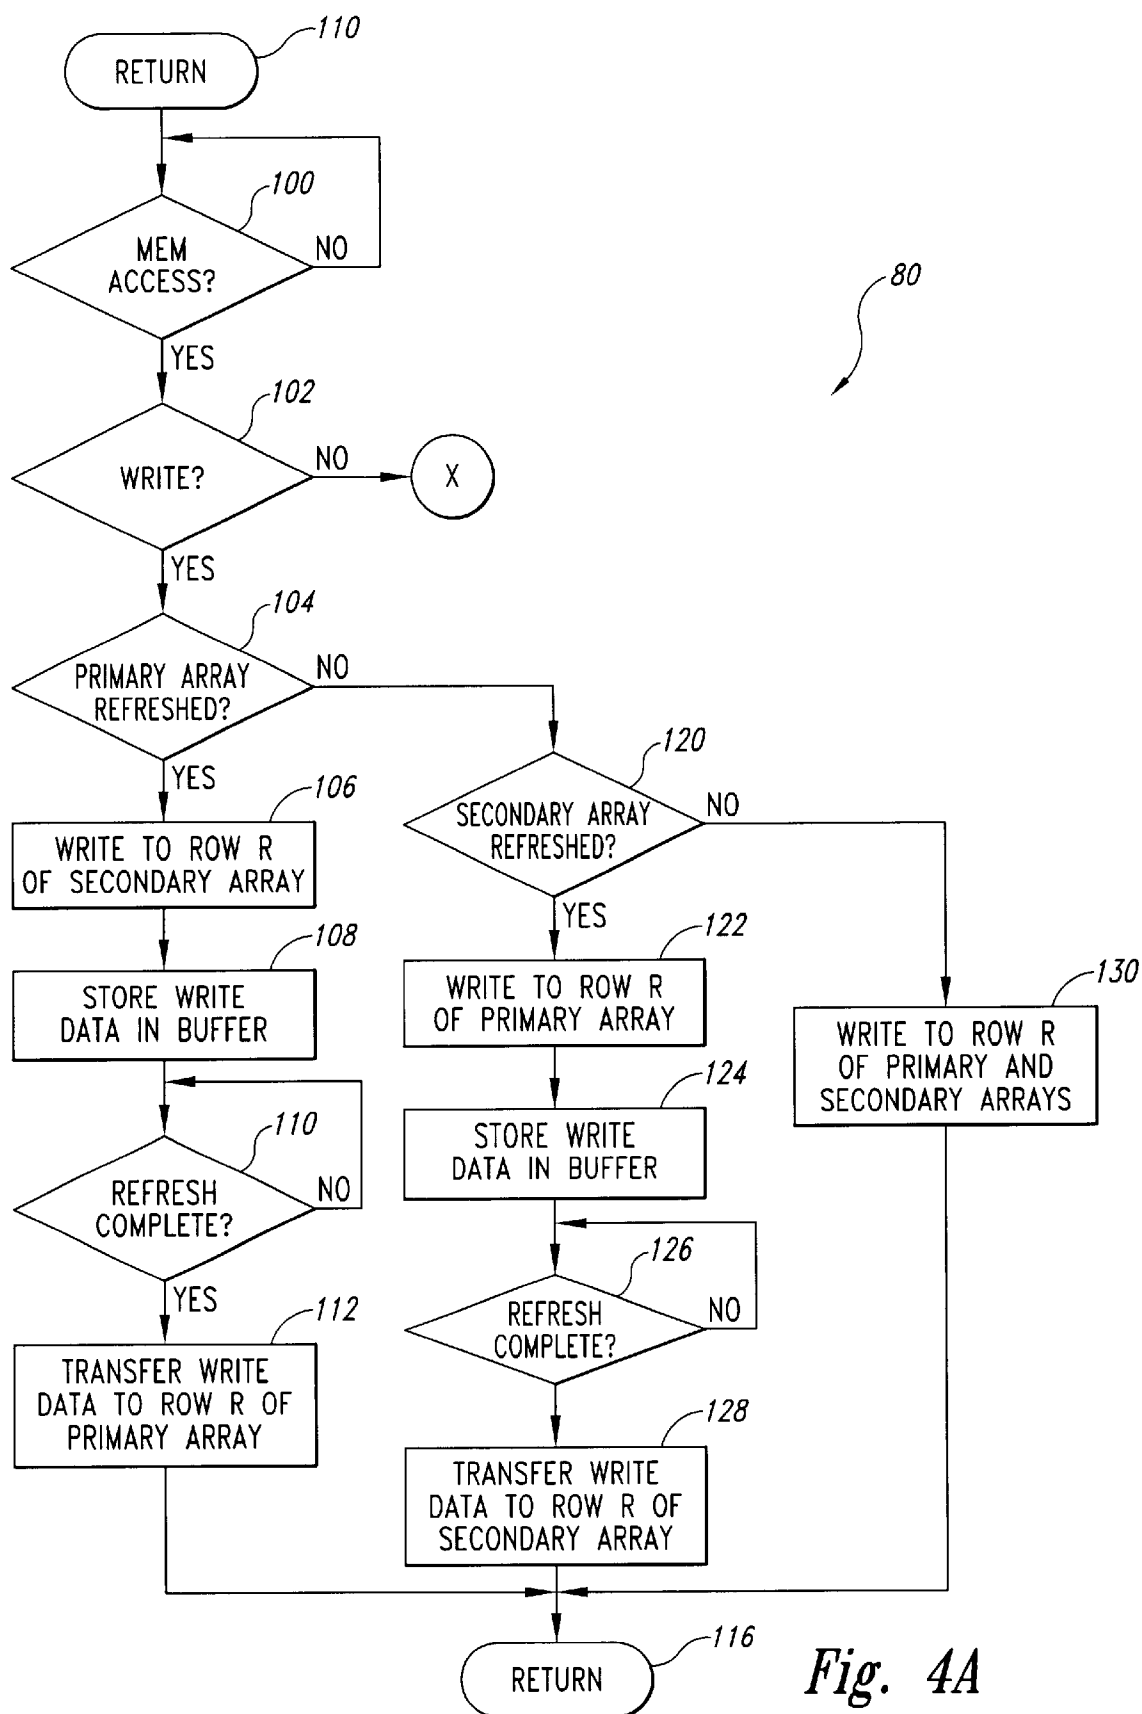 110
RETURN
100
MEM
ACCESS?
NO
80
YES
102
WRITE?
NO
X
YES
104
PRIMARY ARRAY
REFRESHED?
NO
YES
120
SECONDARY ARRAY
REFRESHED?
NO
106
WRITE TO ROW R
OF SECONDARY ARRAY
YES
122
WRITE TO ROW R
OF PRIMARY ARRAY
108
STORE WRITE
DATA IN BUFFER
130
WRITE TO ROW R
OF PRIMARY AND
SECONDARY ARRAYS
124
STORE WRITE
DATA IN BUFFER
110
REFRESH
COMPLETE?
NO
YES
126
REFRESH
COMPLETE?
NO
112
TRANSFER WRITE
DATA TO ROW R OF
PRIMARY ARRAY
128
TRANSFER WRITE
DATA TO ROW R OF
SECONDARY ARRAY
116
RETURN
Fig. 4A